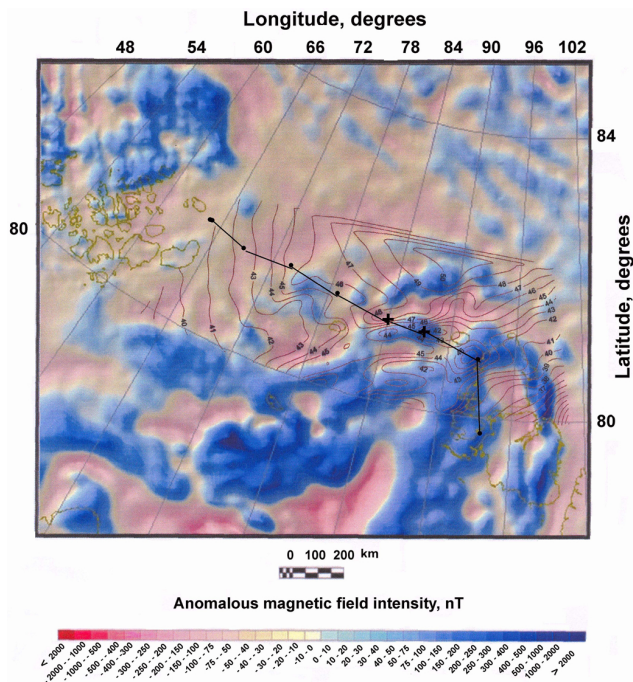 Longitude, degrees
48 54 60 66 72 78 84 90 96 102
84
80
Latitude, degrees
80
0 100 200 km
Anomalous magnetic field intensity, nT
< 2000
-2000 - -1000
-1000 - -500
-500 - -400
-400 - -300
-300 - -250
-250 - -200
-200 - -150
-150 - -100
-100 - -75
-75 - -50
-50 - -40
-40 - -30
-30 - -20
-20 - -10
-10 - 0
0 - 10
10 - 20
20 - 30
30 - 40
40 - 50
50 - 75
75 - 100
100 - 150
150 - 200
200 - 250
250 - 300
300 - 400
400 - 500
500 - 1000
1000 - 2000
> 2000